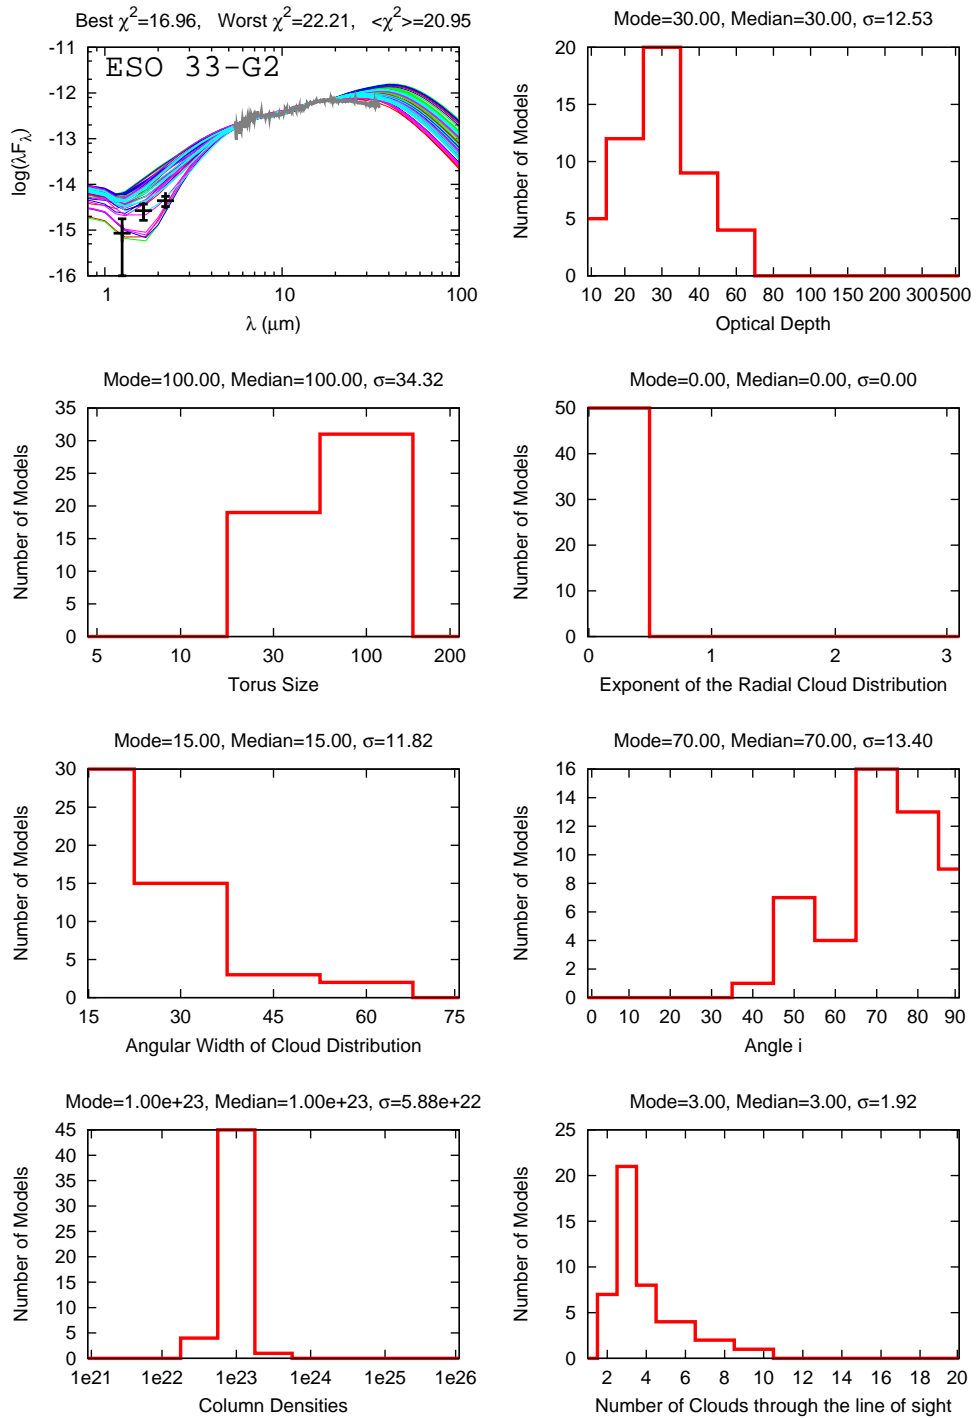 Best χ²=16.96, Worst χ²=22.21, <χ²>=20.95
ESO 33-G2
log(λFλ)
-11
-12
-13
-14
-15
-16
1 10 100
λ (μm)
Mode=30.00, Median=30.00, σ=12.53
Number of Models
20
15
10
5
0
10 20 30 40 60 80 100 150 200 300 500
Optical Depth
Mode=100.00, Median=100.00, σ=34.32
Number of Models
35
30
25
20
15
10
5
0
5 10 30 100 200
Torus Size
Mode=0.00, Median=0.00, σ=0.00
Number of Models
50
40
30
20
10
0
0 1 2 3
Exponent of the Radial Cloud Distribution
Mode=15.00, Median=15.00, σ=11.82
Number of Models
30
25
20
15
10
5
0
15 30 45 60 75
Angular Width of Cloud Distribution
Mode=70.00, Median=70.00, σ=13.40
Number of Models
16
14
12
10
8
6
4
2
0
0 10 20 30 40 50 60 70 80 90
Angle i
Mode=1.00e+23, Median=1.00e+23, σ=5.88e+22
Number of Models
45
40
35
30
25
20
15
10
5
0
1e21 1e22 1e23 1e24 1e25 1e26
Column Densities
Mode=3.00, Median=3.00, σ=1.92
Number of Models
25
20
15
10
5
0
2 4 6 8 10 12 14 16 18 20
Number of Clouds through the line of sight